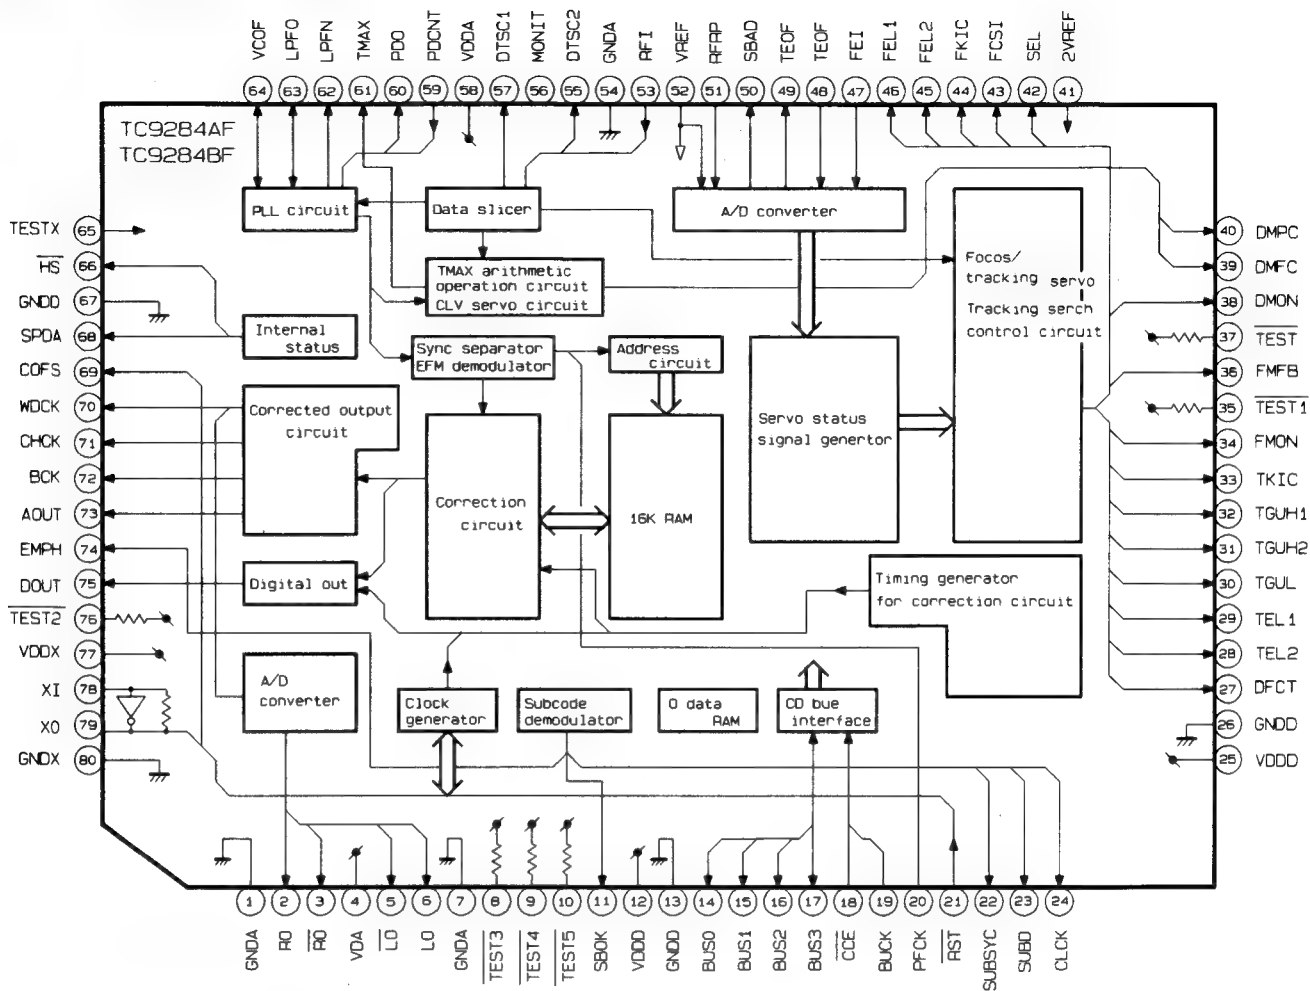 VCOF
LPFO
LPFN
TMAX
PDO
PDCNT
VDDA
DTSC1
MONIT
DTSC2
GNDA
RFI
VREF
RFRP
SBAD
TEOF
TEOF
FEI
FEL1
FEL2
FKIC
FCSI
SEL
2VREF
64 63 62 61 60 59 58 57 56 55 54 53 52 51 50 49 48 47 46 45 44 43 42 41
TC9284AF
TC9284BF
PLL circuit
Data slicer
A/D converter
TMAX arithmetic
operation circuit
CLV servo circuit
Focos/
tracking servo
Tracking serch
control circuit
Internal
status
Sync separator
EFM demodulator
Address
circuit
Corrected output
circuit
Servo status
signal genertor
Correction
circuit
16K RAM
Digital out
Timing generator
for correction circuit
A/D
converter
Clock
generator
Subcode
demodulator
O data
RAM
CD bue
interface
TESTX 65
HS 66
GNDD 67
SPDA 68
COFS 69
WDCK 70
CHCK 71
BCK 72
AOUT 73
EMPH 74
DOUT 75
TEST2 76
VDDX 77
XI 78
XO 79
GNDX 80
40 DMPC
39 DMFC
38 DMON
37 TEST
36 FMFB
35 TEST1
34 FMON
33 TKIC
32 TGUH1
31 TGUH2
30 TGUL
29 TEL1
28 TEL2
27 DFCT
26 GNDD
25 VDDD
1 2 3 4 5 6 7 8 9 10 11 12 13 14 15 16 17 18 19 20 21 22 23 24
GNDA
RO
RO
VDA
LO
LO
GNDA
TEST3
TEST4
TEST5
SBOK
VDDD
GNDD
BUS0
BUS1
BUS2
BUS3
CCE
BUCK
PFCK
RST
SUBSYC
SUBD
CLCK